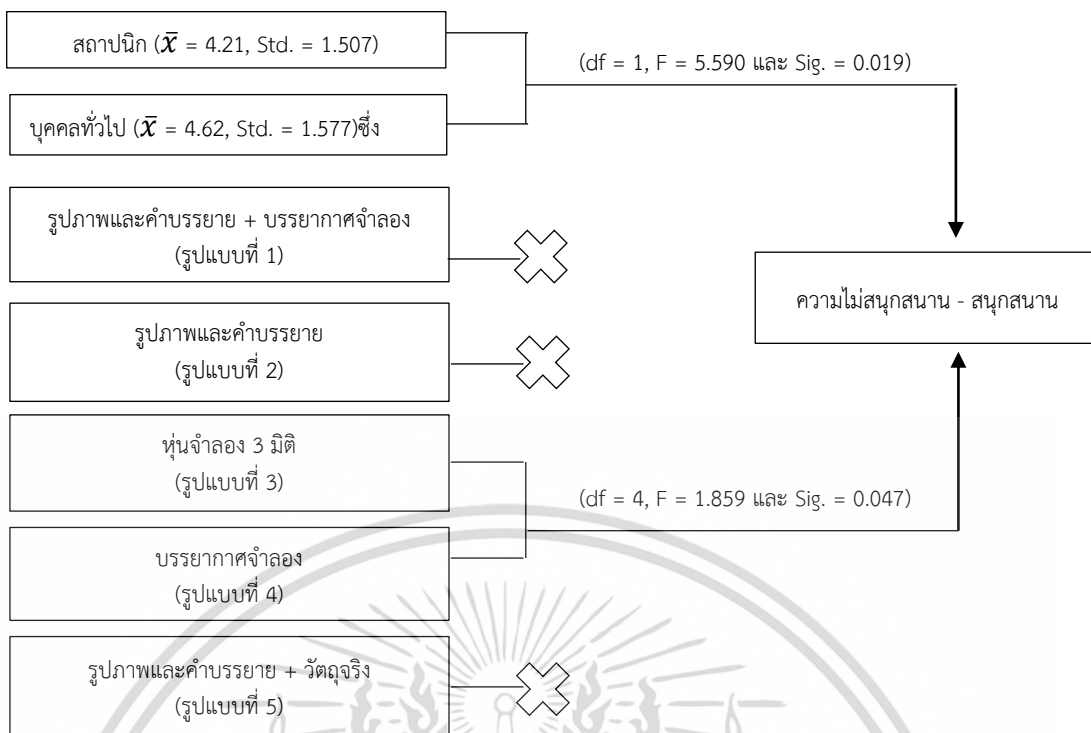 สถาปนิก (x̄ = 4.21, Std. = 1.507)
(df = 1, F = 5.590 และ Sig. = 0.019)
บุคคลทั่วไป (x̄ = 4.62, Std. = 1.577)ซึ่ง
รูปภาพและคำบรรยาย + บรรยากาศจำลอง
(รูปแบบที่ 1)
ความไม่สนุกสนาน - สนุกสนาน
รูปภาพและคำบรรยาย
(รูปแบบที่ 2)
หุ่นจำลอง 3 มิติ
(รูปแบบที่ 3)
(df = 4, F = 1.859 และ Sig. = 0.047)
บรรยากาศจำลอง
(รูปแบบที่ 4)
รูปภาพและคำบรรยาย + วัตถุจริง
(รูปแบบที่ 5)